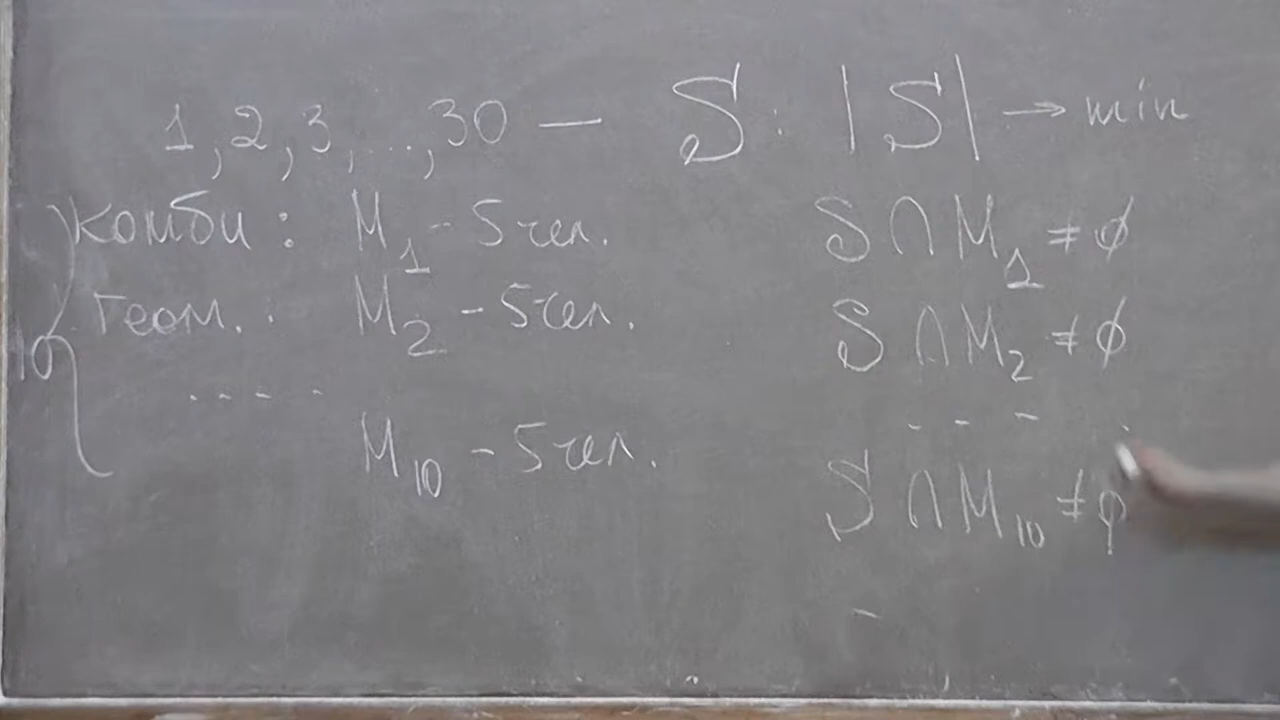 1, 2, 3, ..., 30 — S: |S| → min
Комби: M₁ - 5 чел. S ∩ M₁ ≠ ∅
Геом.: M₂ - 5 чел. S ∩ M₂ ≠ ∅
10
.... ....
M₁₀ - 5 чел. S ∩ M₁₀ ≠ ∅